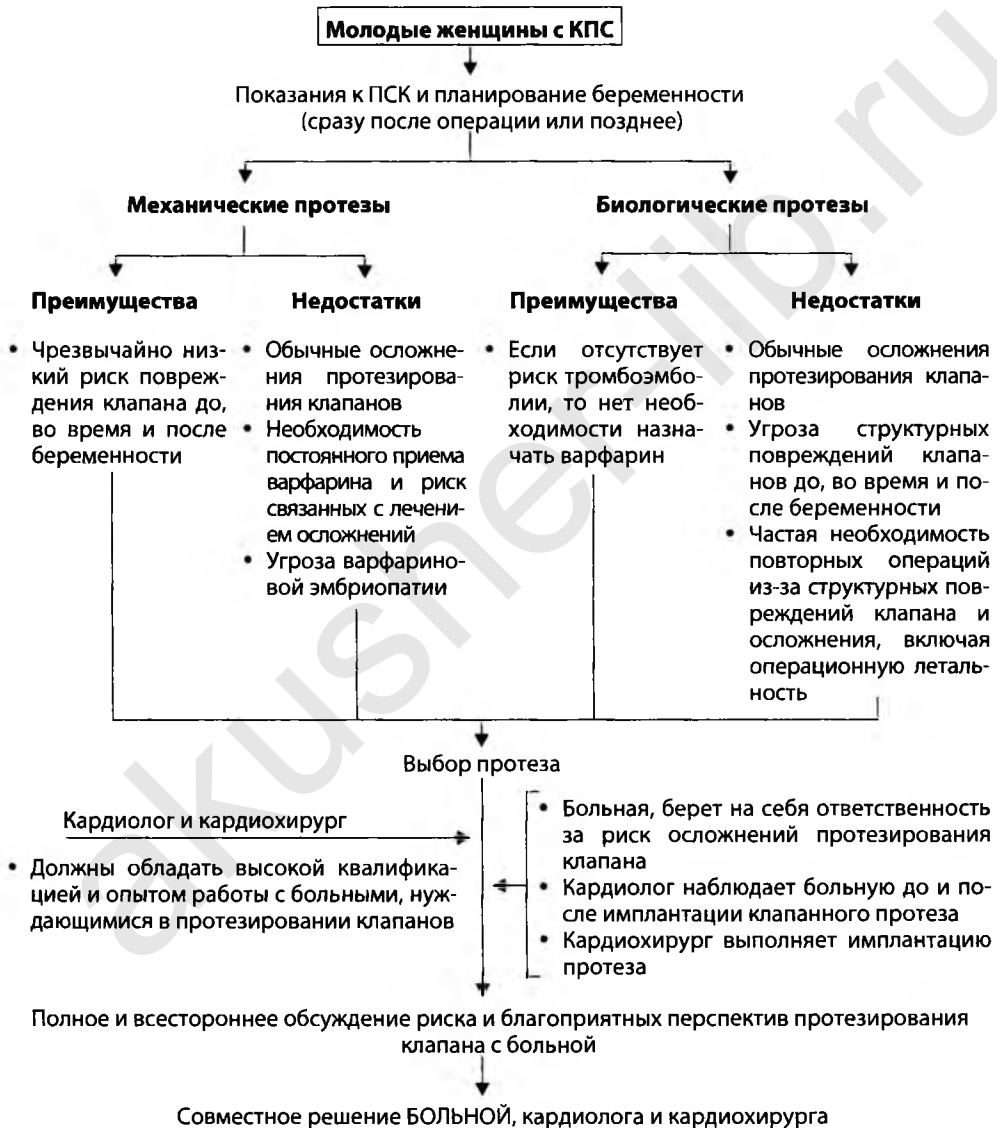 Молодые женщины с КПС
Показания к ПСК и планирование беременности
(сразу после операции или позднее)
Механические протезы
Биологические протезы
Преимущества
• Чрезвычайно низ-
кий риск повреж-
дения клапана до,
во время и после
беременности
Недостатки
• Обычные осложне-
ния протезирова-
ния клапанов
• Необходимость
постоянного приема
варфарина и риск
связанных с лечени-
ем осложнений
• Угроза варфарино-
вой эмбриопатии
Преимущества
• Если отсутствует
риск тромбоэмбо-
лии, то нет необ-
ходимости назна-
чать варфарин
Недостатки
• Обычные осложнения
протезирования клапа-
нов
• Угроза структурных
повреждений клапа-
нов до, во время и по-
сле беременности
• Частая необходимость
повторных операций
из-за структурных пов-
реждений клапана и
осложнения, включая
операционную леталь-
ность
Выбор протеза
Кардиолог и кардиохирург
• Должны обладать высокой квалифика-
цией и опытом работы с больными, нуж-
дающимися в протезировании клапанов
• Больная, берет на себя ответственность
за риск осложнений протезирования
клапана
• Кардиолог наблюдает больную до и по-
сле имплантации клапанного протеза
• Кардиохирург выполняет имплантацию
протеза
Полное и всестороннее обсуждение риска и благоприятных перспектив протезирования
клапана с больной
Совместное решение БОЛЬНОЙ, кардиолога и кардиохирурга
akusher-lib.ru